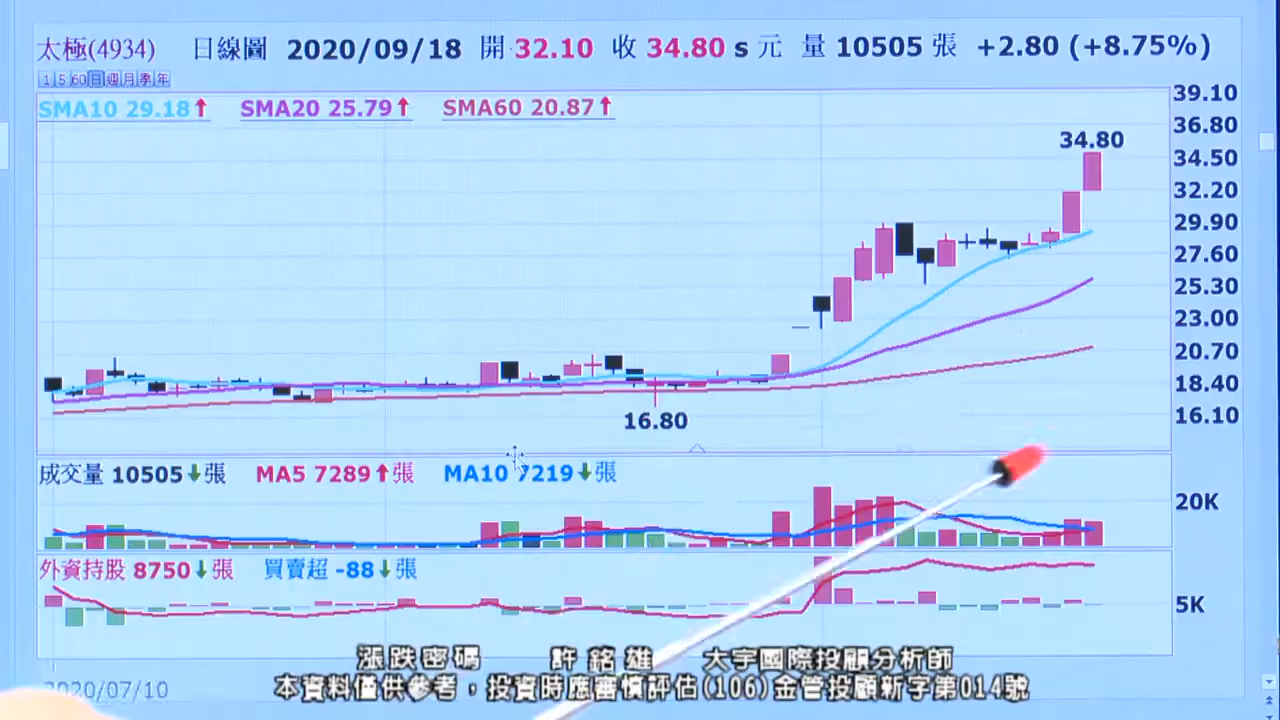 太極(4934) 日線圖 2020/09/18 開 32.10 收 34.80 s 元 量 10505 張 +2.80 (+8.75%)
1 5 60 日 週 月 季 年
SMA10 29.18↑ SMA20 25.79↑ SMA60 20.87↑
39.10
36.80
34.80
34.50
32.20
29.90
27.60
25.30
23.00
20.70
18.40
16.10
16.80
成交量 10505↓張 MA5 7289↑張 MA10 7219↓張
20K
外資持股 8750↓張 買賣超 -88↓張
5K
漲跌密碼 許銘雄 大宇國際投顧分析師
2020/07/10
本資料僅供參考，投資時應審慎評估(106)金管投顧新字第014號